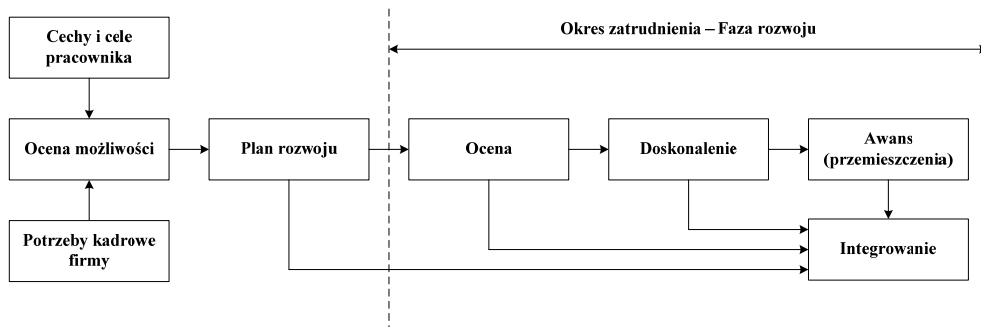 Cechy i cele
pracownika
Okres zatrudnienia – Faza rozwoju
Ocena możliwości
Plan rozwoju
Ocena
Doskonalenie
Awans
(przemieszczenia)
Potrzeby kadrowe
firmy
Integrowanie